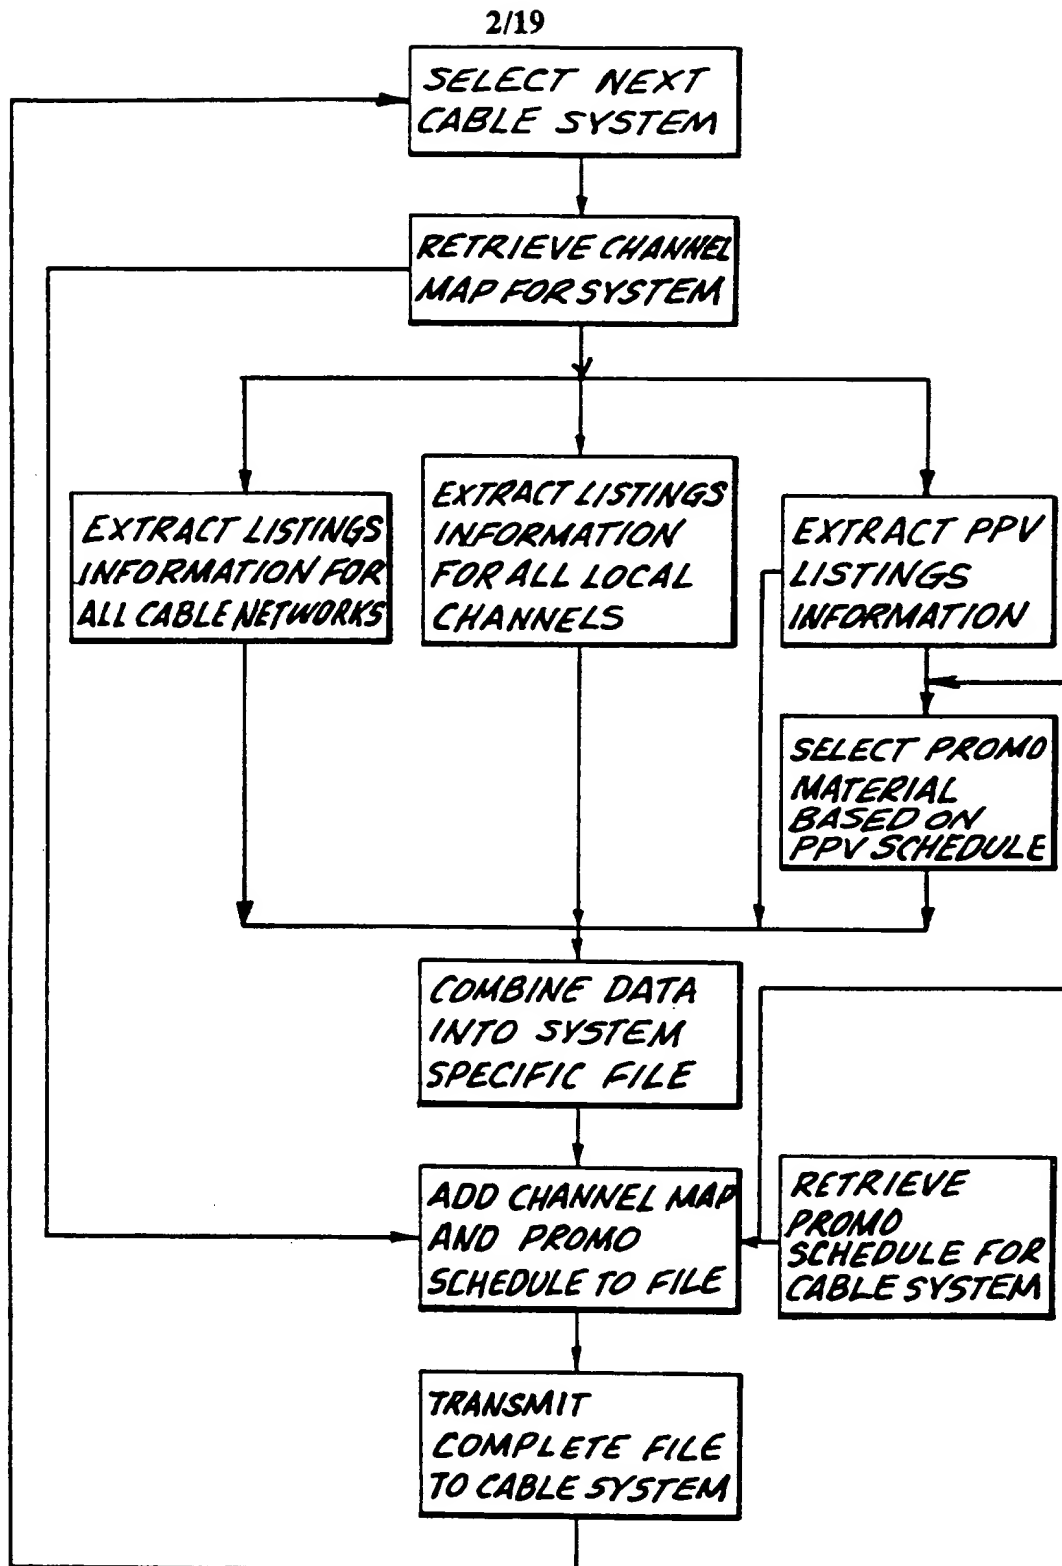 2/19
SELECT NEXT
CABLE SYSTEM
RETRIEVE CHANNEL
MAP FOR SYSTEM
EXTRACT LISTINGS
INFORMATION FOR
ALL CABLE NETWORKS
EXTRACT LISTINGS
INFORMATION
FOR ALL LOCAL
CHANNELS
EXTRACT PPV
LISTINGS
INFORMATION
SELECT PROMO
MATERIAL
BASED ON
PPV SCHEDULE
COMBINE DATA
INTO SYSTEM
SPECIFIC FILE
ADD CHANNEL MAP
AND PROMO
SCHEDULE TO FILE
RETRIEVE
PROMO
SCHEDULE FOR
CABLE SYSTEM
TRANSMIT
COMPLETE FILE
TO CABLE SYSTEM